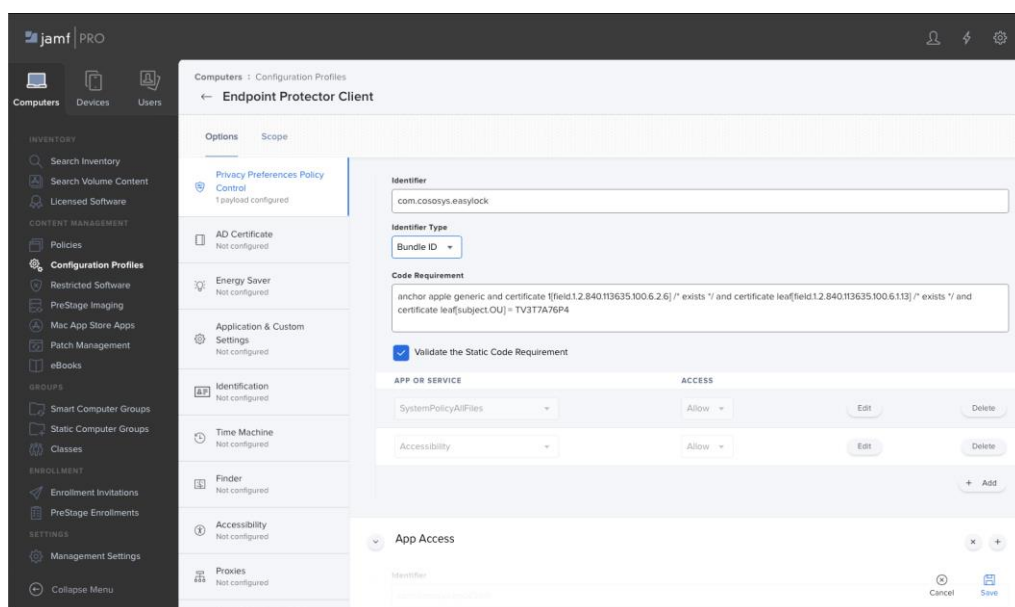 jamf PRO
Computers
Devices
Users
INVENTORY
Search Inventory
Search Volume Content
Licensed Software
CONTENT MANAGEMENT
Policies
Configuration Profiles
Restricted Software
PreStage Imaging
Mac App Store Apps
Patch Management
eBooks
GROUPS
Smart Computer Groups
Static Computer Groups
Classes
ENROLLMENT
Enrollment Invitations
PreStage Enrollments
SETTINGS
Management Settings
Collapse Menu
Computers : Configuration Profiles
← Endpoint Protector Client
Options Scope
Privacy Preferences Policy
Control
1 payload configured
AD Certificate
Not configured
Energy Saver
Not configured
Application & Custom
Settings
Not configured
Identification
Not configured
Time Machine
Not configured
Finder
Not configured
Accessibility
Not configured
Proxies
Not configured
Identifier
com.cososys.easylock
Identifier Type
Bundle ID
Code Requirement
anchor apple generic and certificate 1[field.1.2.840.113635.100.6.2.6] /* exists */ and certificate leaf[field.1.2.840.113635.100.6.1.13] /* exists */ and
certificate leaf[subject.OU] = TV3T7A76P4
Validate the Static Code Requirement
APP OR SERVICE ACCESS
SystemPolicyAllFiles Allow Edit Delete
Accessibility Allow Edit Delete
+ Add
App Access
Identifier
Cancel Save